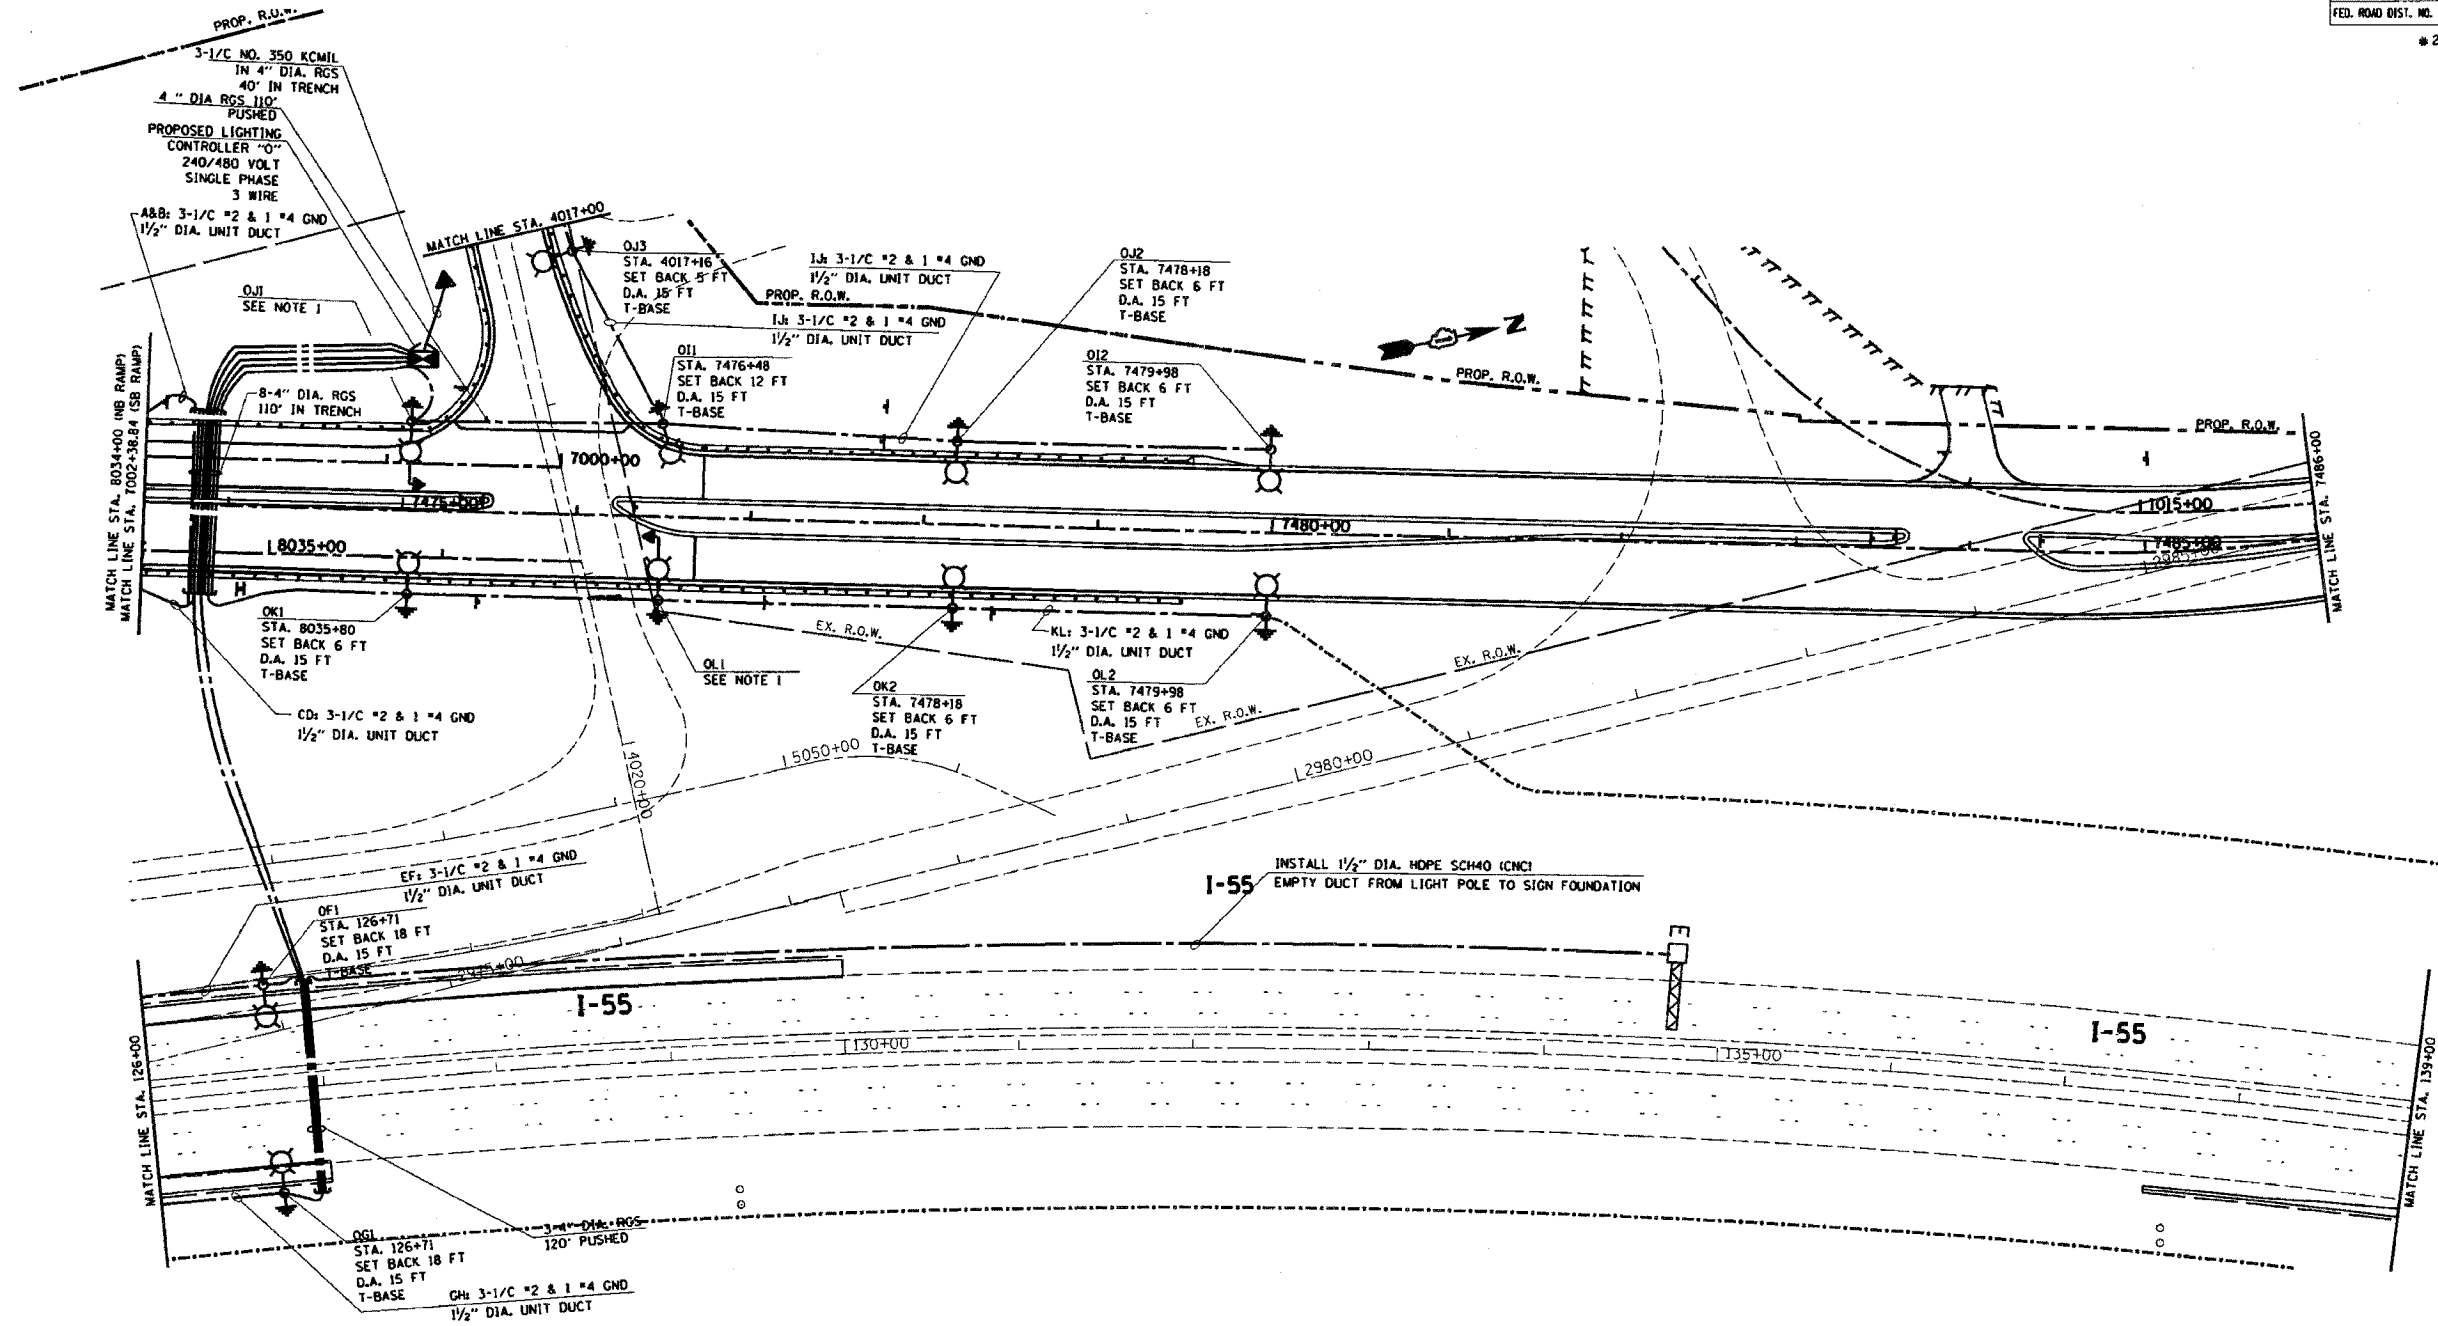 FED. ROAD DIST. NO.
PROP. R.O.W.
3-1/C NO. 350 KCMIL
IN 4" DIA. RGS
40' IN TRENCH
4 " DIA RGS 110'
PUSHED
PROPOSED LIGHTING
CONTROLLER "O"
240/480 VOLT
SINGLE PHASE
3 WIRE
A&B: 3-1/C #2 & 1 #4 GND
1½" DIA. UNIT DUCT
MATCH LINE STA. 4017+00
OJ1
SEE NOTE 1
8-4" DIA. RGS
110' IN TRENCH
OJ3
STA. 4017+16
SET BACK 5 FT
D.A. 15 FT
T-BASE
IJ: 3-1/C #2 & 1 #4 GND
1½" DIA. UNIT DUCT
PROP. R.O.W.
IJ: 3-1/C #2 & 1 #4 GND
1½" DIA. UNIT DUCT
OI1
STA. 7476+48
SET BACK 12 FT
D.A. 15 FT
T-BASE
OJ2
STA. 7478+18
SET BACK 6 FT
D.A. 15 FT
T-BASE
OI2
STA. 7479+98
SET BACK 6 FT
D.A. 15 FT
T-BASE
N
PROP. R.O.W.
PROP. R.O.W.
MATCH LINE STA. 8034+00 (NB RAMP)
MATCH LINE STA. 7002+38.84 (SB RAMP)
7000+00
7475+00
8035+00
7480+00
1015+00
7485+00
2985+00
MATCH LINE STA. 7486+00
H
OK1
STA. 8035+80
SET BACK 6 FT
D.A. 15 FT
T-BASE
CD: 3-1/C #2 & 1 #4 GND
1½" DIA. UNIT DUCT
OL1
SEE NOTE 1
EX. R.O.W.
OK2
STA. 7478+18
SET BACK 6 FT
D.A. 15 FT
T-BASE
KL: 3-1/C #2 & 1 #4 GND
1½" DIA. UNIT DUCT
OL2
STA. 7479+98
SET BACK 6 FT
D.A. 15 FT
T-BASE
EX. R.O.W.
EX. R.O.W.
4020+00
5050+00
2980+00
EF: 3-1/C #2 & 1 #4 GND
1½" DIA. UNIT DUCT
OF1
STA. 126+71
SET BACK 18 FT
D.A. 15 FT
T-BASE
2975+00
I-55
INSTALL 1½" DIA. HDPE SCH40 (CNC)
EMPTY DUCT FROM LIGHT POLE TO SIGN FOUNDATION
I-55
I-55
130+00
135+00
MATCH LINE STA. 126+00
MATCH LINE STA. 139+00
3-4" DIA. RGS
120' PUSHED
OG1
STA. 126+71
SET BACK 18 FT
D.A. 15 FT
T-BASE
GH: 3-1/C #2 & 1 #4 GND
1½" DIA. UNIT DUCT